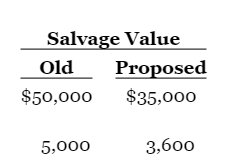 Salvage Value
Old Proposed
$50,000 $35,000
5,000 3,600